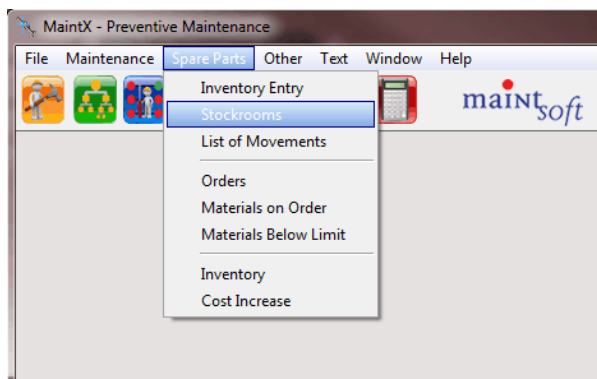 MaintX - Preventive Maintenance
File Maintenance Spare Parts Other Text Window Help
maintsoft
Inventory Entry
Stockrooms
List of Movements
Orders
Materials on Order
Materials Below Limit
Inventory
Cost Increase